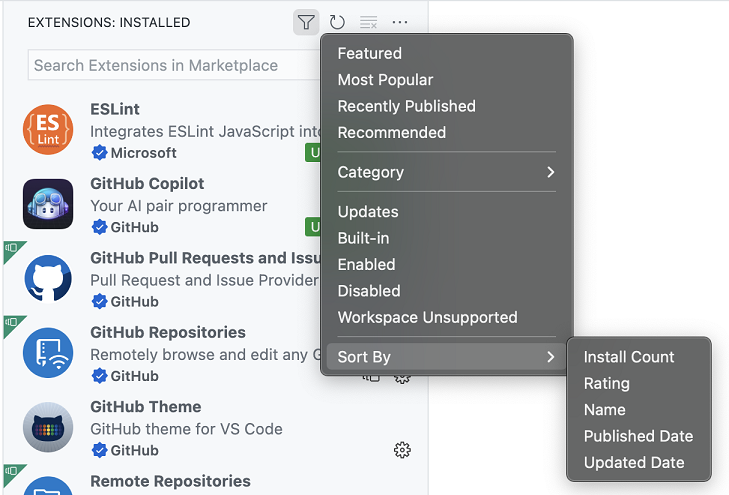 EXTENSIONS: INSTALLED
Search Extensions in Marketplace
ES
Lint
ESLint
Integrates ESLint JavaScript into
Microsoft
U
GitHub Copilot
Your AI pair programmer
GitHub
U
GitHub Pull Requests and Issu
Pull Request and Issue Provider
GitHub
GitHub Repositories
Remotely browse and edit any G
GitHub
GitHub Theme
GitHub theme for VS Code
GitHub
Remote Repositories
Featured
Most Popular
Recently Published
Recommended
Category
Updates
Built-in
Enabled
Disabled
Workspace Unsupported
Sort By
Install Count
Rating
Name
Published Date
Updated Date